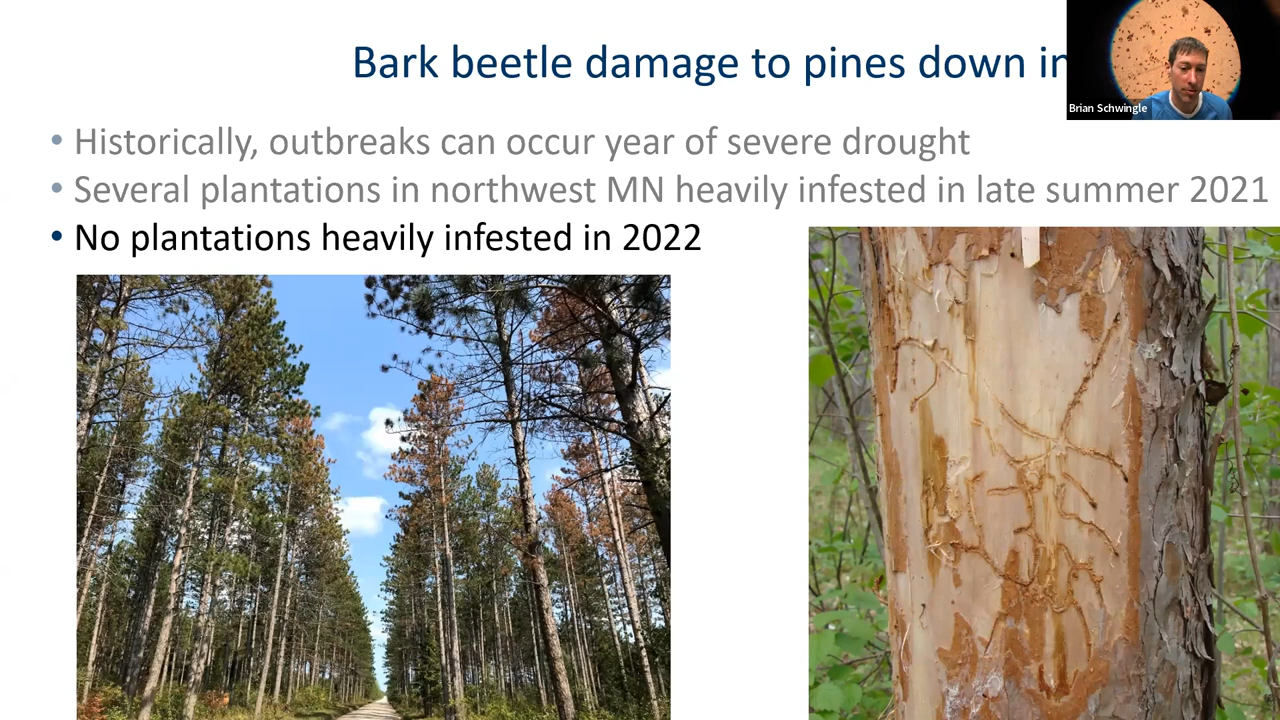 Bark beetle damage to pines down in
Brian Schwingle
• Historically, outbreaks can occur year of severe drought
• Several plantations in northwest MN heavily infested in late summer 2021
• No plantations heavily infested in 2022